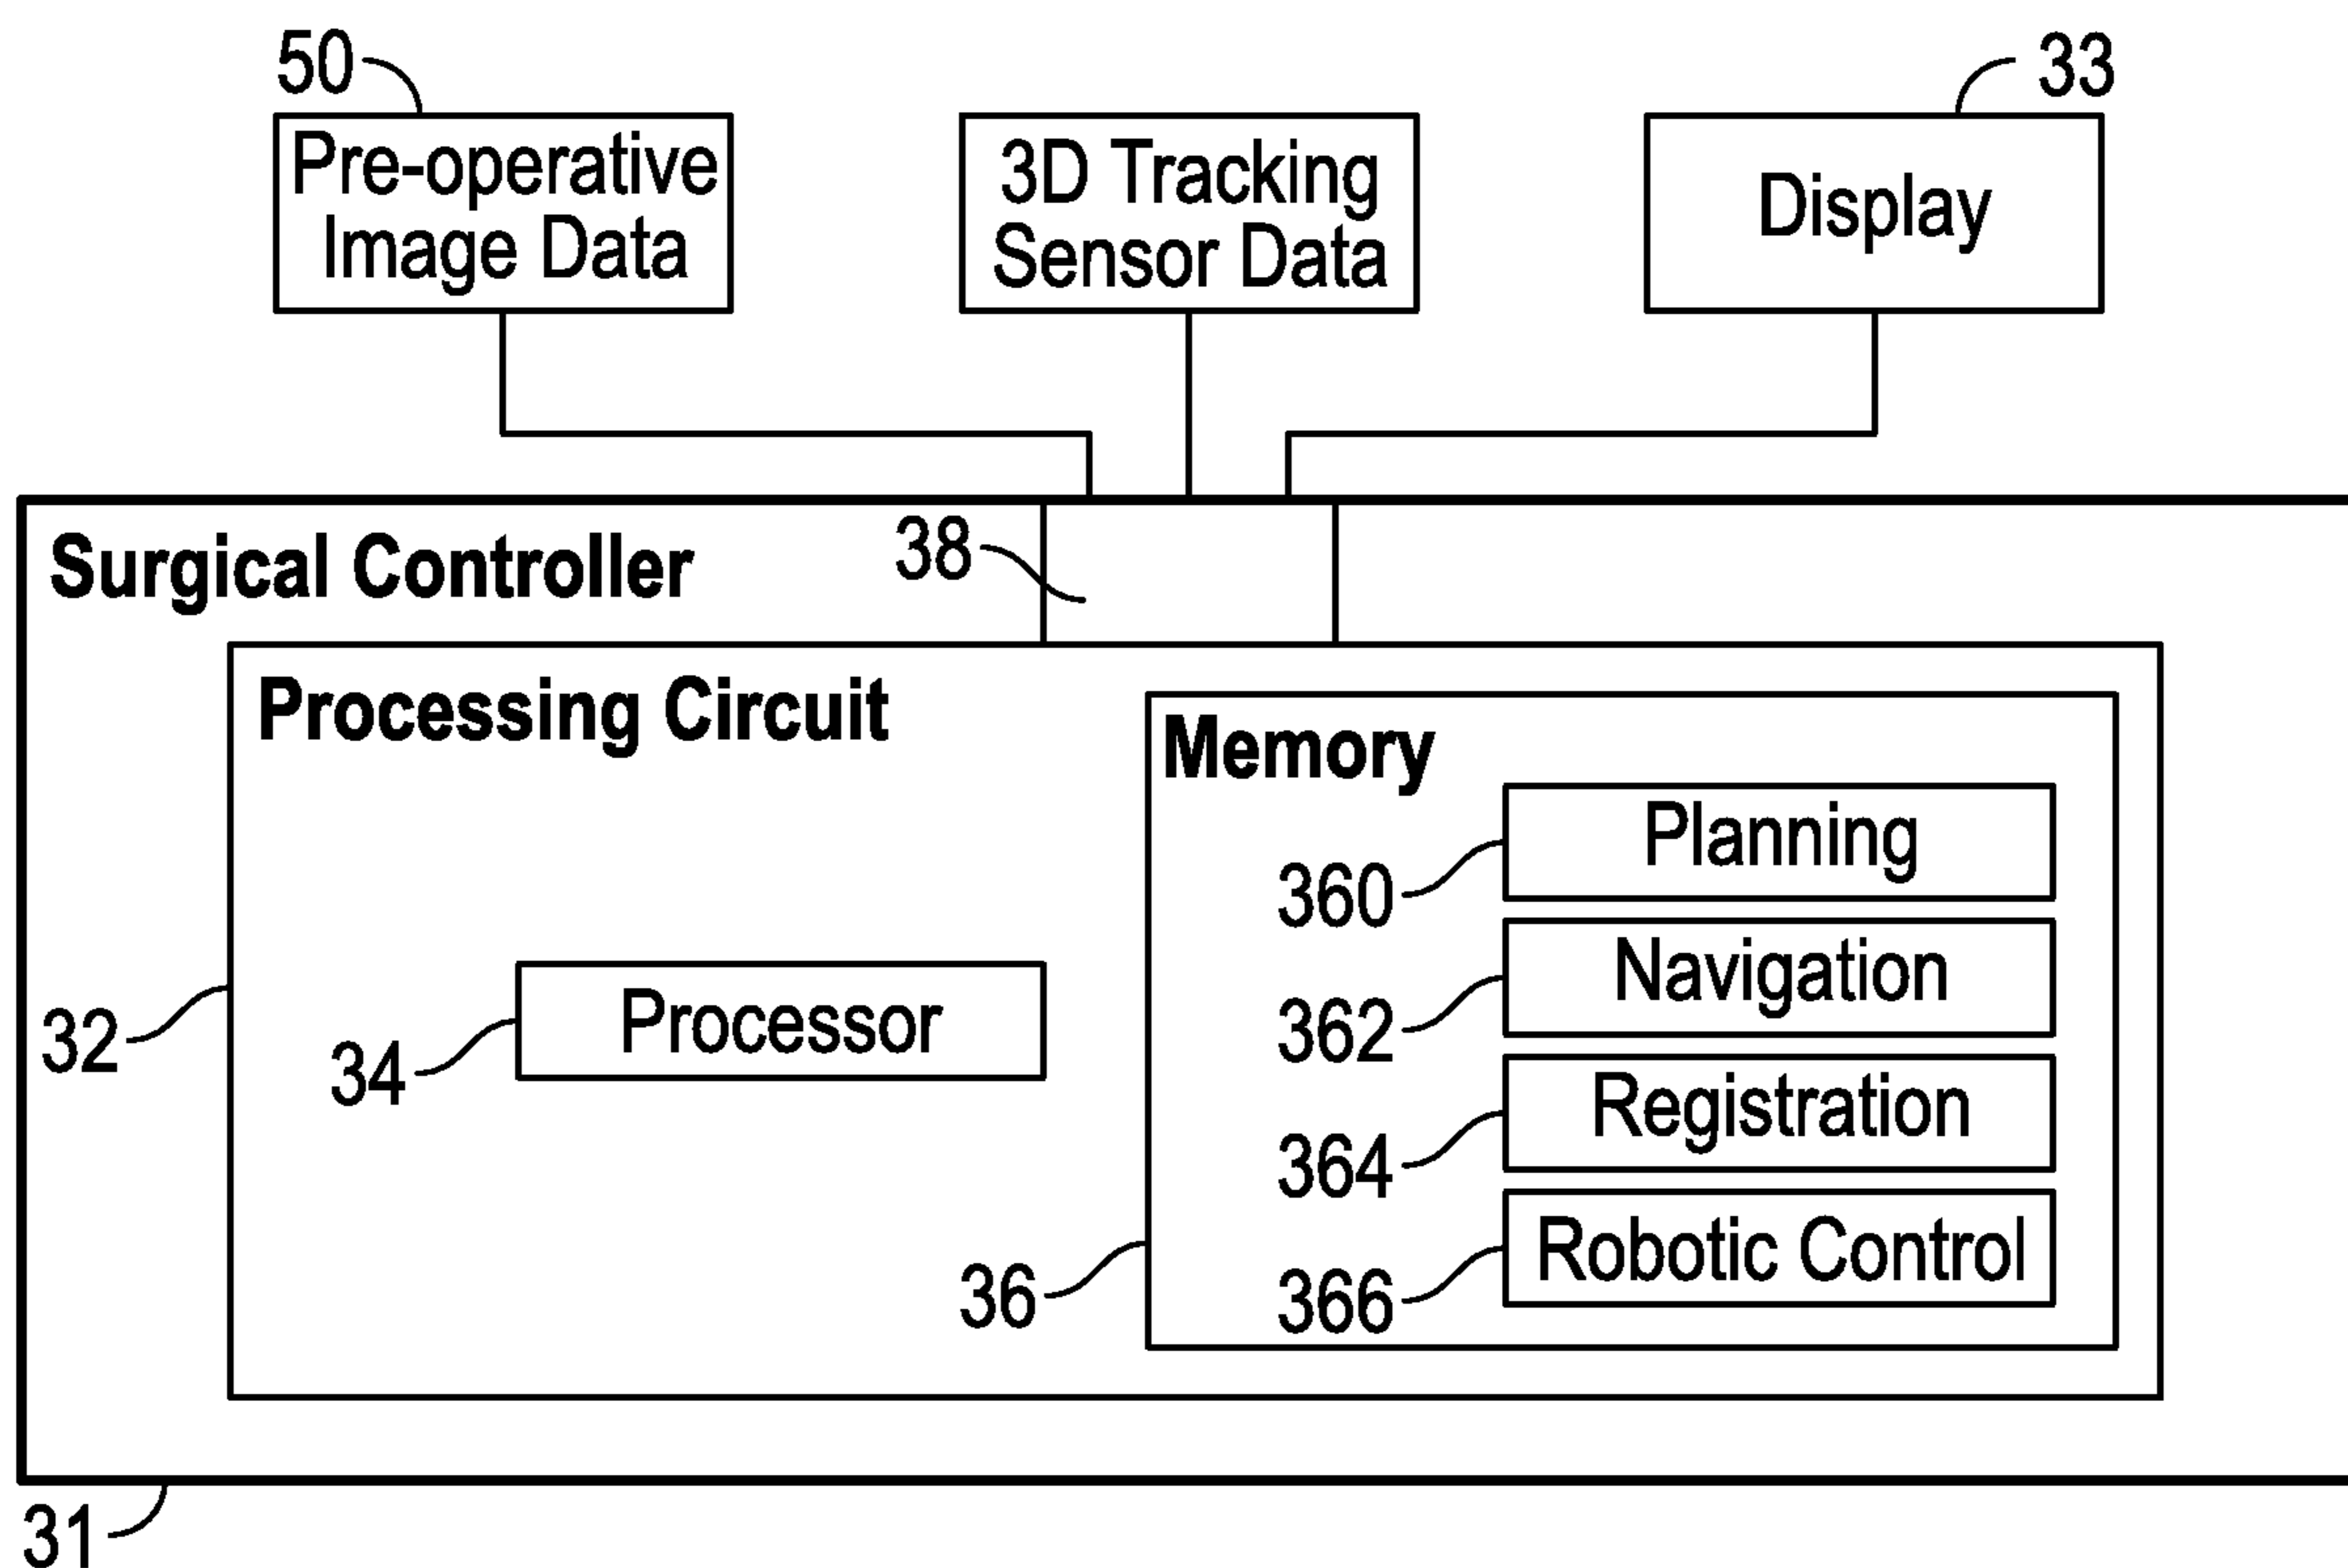 50
33
Pre-operative
Image Data
3D Tracking
Sensor Data
Display
Surgical Controller
38
Processing Circuit
Memory
Planning
360
Navigation
362
32
Processor
34
Registration
364
Robotic Control
36
366
31